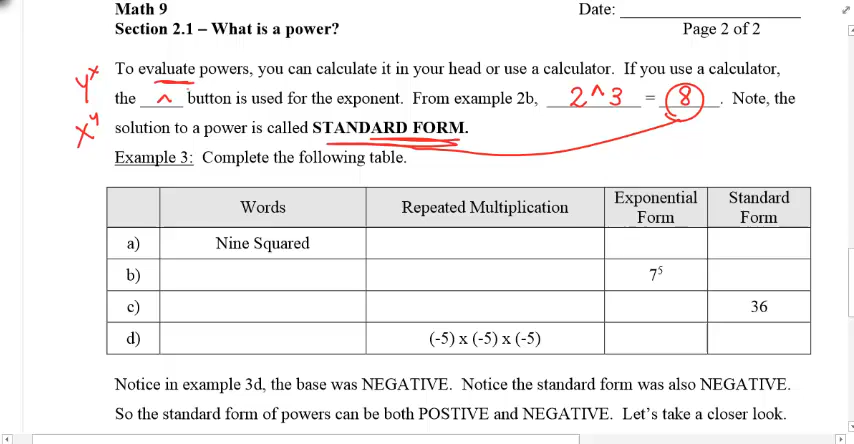 Math 9 Date: ____________________
Section 2.1 – What is a power? Page 2 of 2
y^x To evaluate powers, you can calculate it in your head or use a calculator. If you use a calculator,
the ^ button is used for the exponent. From example 2b, 2^3 = 8. Note, the
x^y solution to a power is called STANDARD FORM.
Example 3: Complete the following table.
Words Repeated Multiplication Exponential Form Standard Form
a) Nine Squared
b) 7⁵
c) 36
d) (-5) x (-5) x (-5)
Notice in example 3d, the base was NEGATIVE. Notice the standard form was also NEGATIVE.
So the standard form of powers can be both POSTIVE and NEGATIVE. Let's take a closer look.